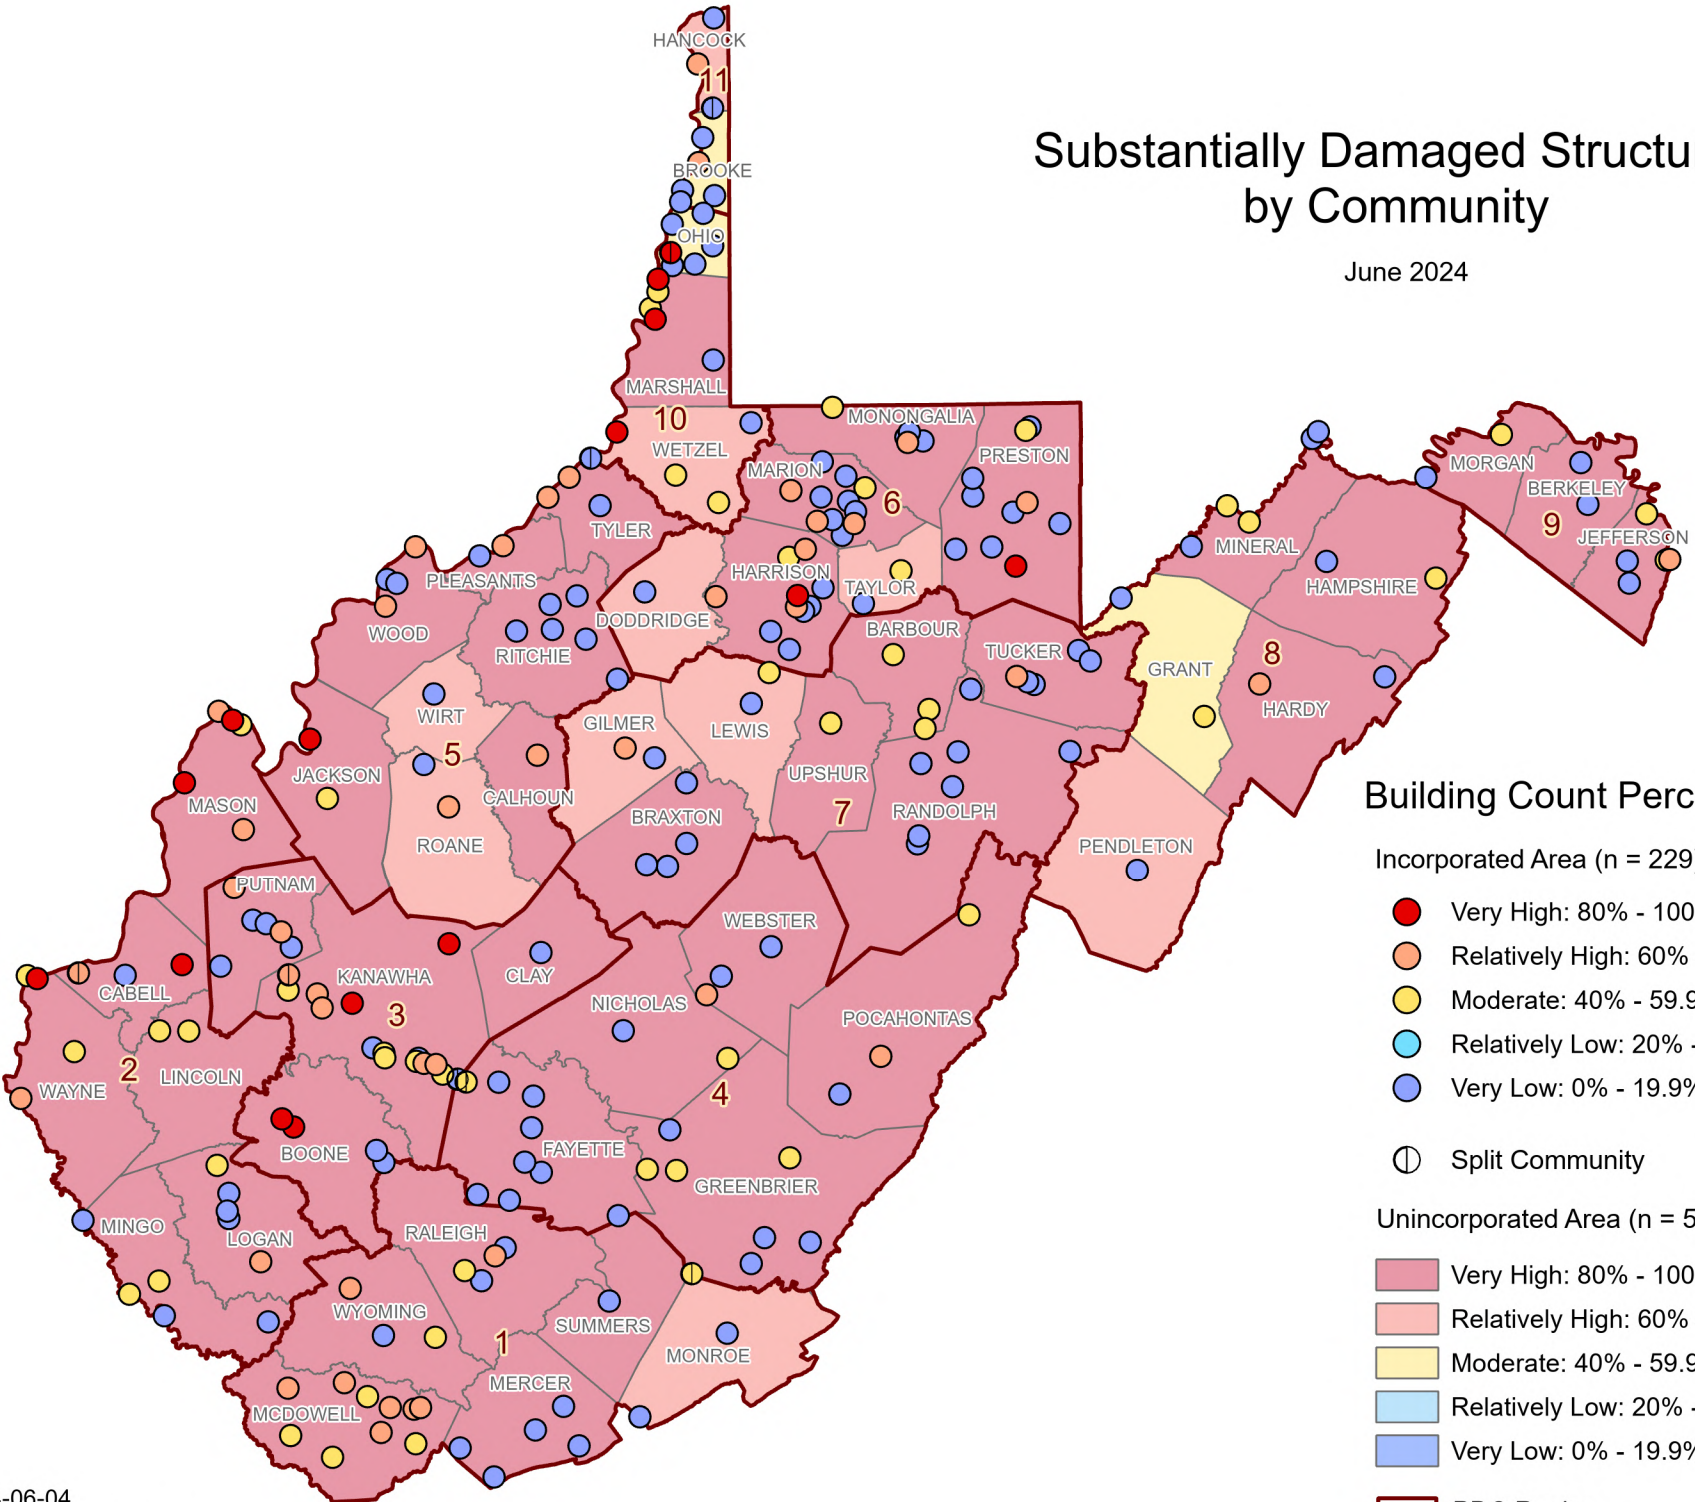 HANCOCK
11
BROOKE
OHIO
Substantially Damaged Structu
by Community
June 2024
MARSHALL
10
WETZEL
MONONGALIA
MARION
PRESTON
6
TYLER
PLEASANTS
HARRISON
TAYLOR
DODDRIDGE
WOOD
RITCHIE
BARBOUR
TUCKER
MORGAN
BERKELEY
9
JEFFERSON
MINERAL
HAMPSHIRE
GRANT
8
HARDY
WIRT
5
GILMER
LEWIS
JACKSON
CALHOUN
UPSHUR
7
RANDOLPH
MASON
ROANE
BRAXTON
PENDLETON
PUTNAM
WEBSTER
KANAWHA
3
CLAY
NICHOLAS
POCAHONTAS
CABELL
2
WAYNE
LINCOLN
4
BOONE
FAYETTE
GREENBRIER
MINGO
LOGAN
RALEIGH
WYOMING
1
SUMMERS
MONROE
MERCER
MCDOWELL
Building Count Perc
Incorporated Area (n = 229)
Very High: 80% - 100
Relatively High: 60%
Moderate: 40% - 59.9
Relatively Low: 20% -
Very Low: 0% - 19.9%
Split Community
Unincorporated Area (n = 5
Very High: 80% - 100
Relatively High: 60%
Moderate: 40% - 59.9
Relatively Low: 20% -
Very Low: 0% - 19.9%
-06-04